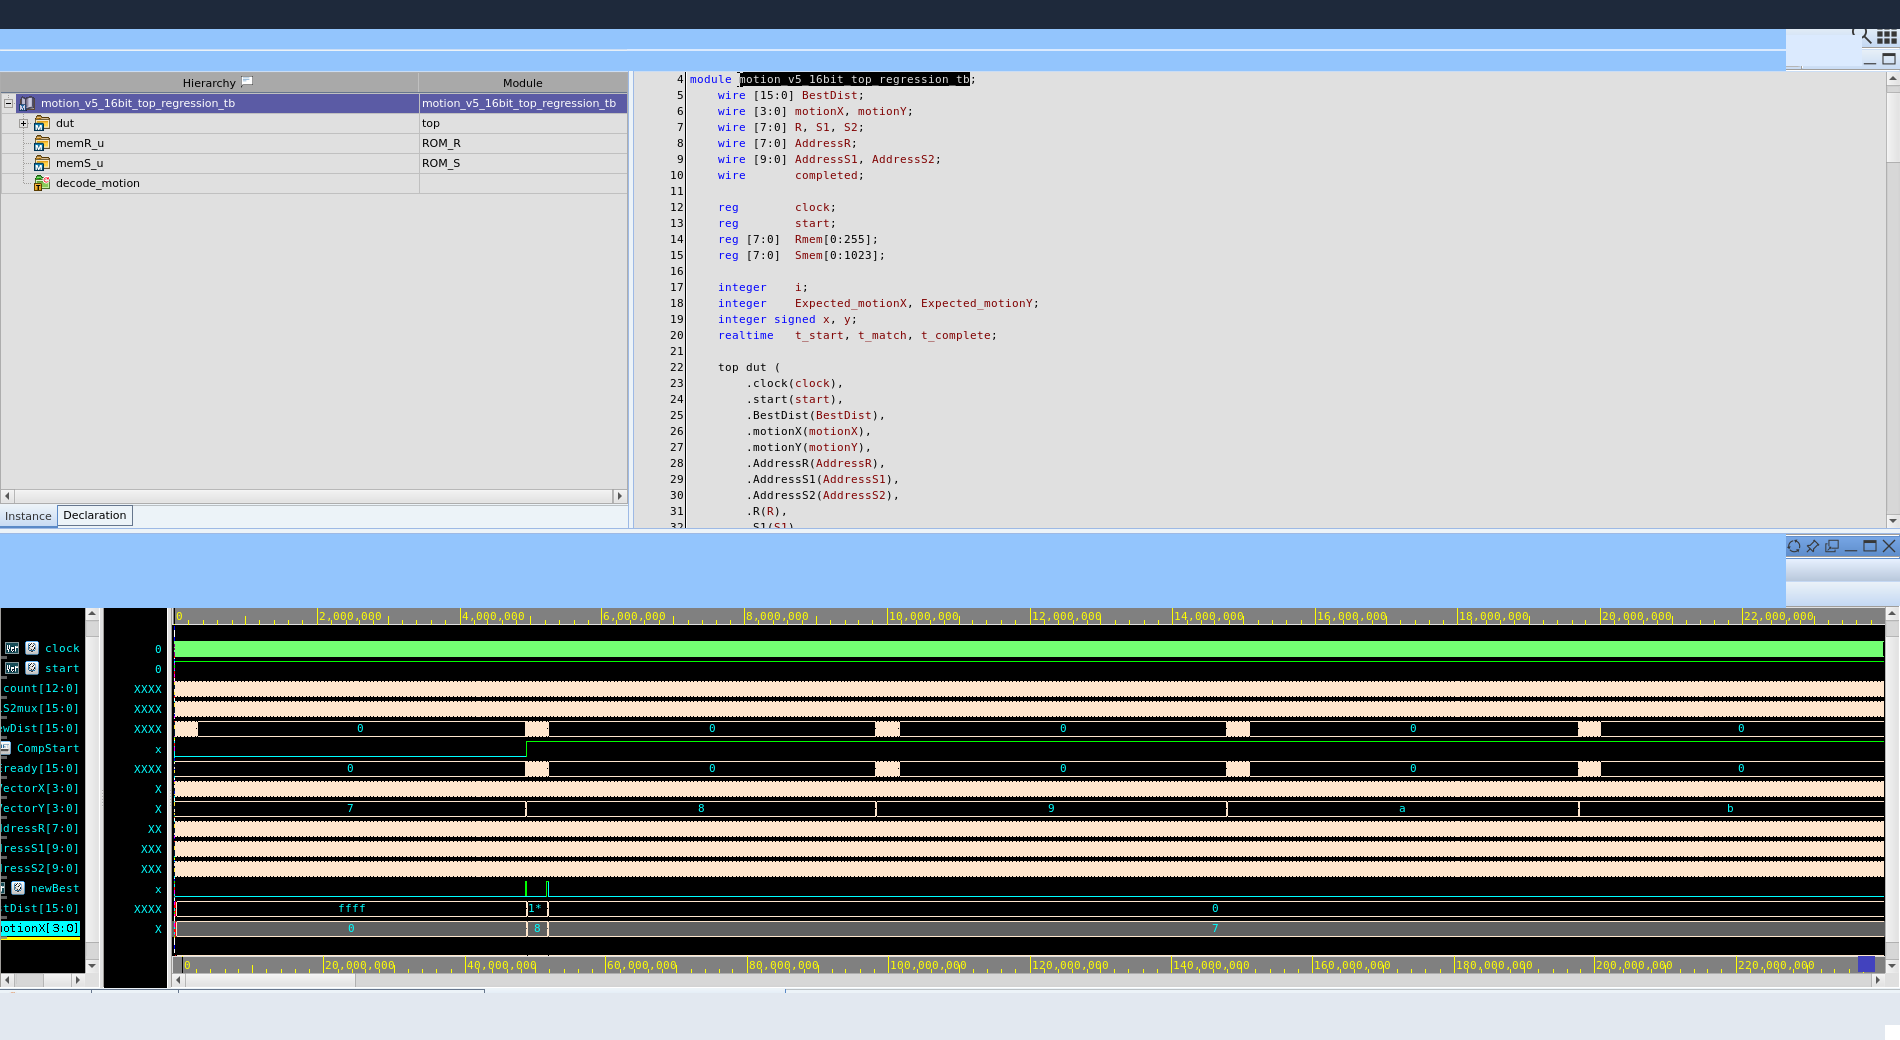 Hierarchy Module
motion_v5_16bit_top_regression_tb motion_v5_16bit_top_regression_tb
dut top
memR_u ROM_R
memS_u ROM_S
decode_motion
Instance Declaration
4 module motion_v5_16bit_top_regression_tb;
5 wire [15:0] BestDist;
6 wire [3:0] motionX, motionY;
7 wire [7:0] R, S1, S2;
8 wire [7:0] AddressR;
9 wire [9:0] AddressS1, AddressS2;
10 wire completed;
11
12 reg clock;
13 reg start;
14 reg [7:0] Rmem[0:255];
15 reg [7:0] Smem[0:1023];
16
17 integer i;
18 integer Expected_motionX, Expected_motionY;
19 integer signed x, y;
20 realtime t_start, t_match, t_complete;
21
22 top dut (
23 .clock(clock),
24 .start(start),
25 .BestDist(BestDist),
26 .motionX(motionX),
27 .motionY(motionY),
28 .AddressR(AddressR),
29 .AddressS1(AddressS1),
30 .AddressS2(AddressS2),
31 .R(R),
32 .S1(S1)
0 2,000,000 4,000,000 6,000,000 8,000,000 10,000,000 12,000,000 14,000,000 16,000,000 18,000,000 20,000,000 22,000,000
Ver clock 0
Ver start 0
count[12:0] XXXX
S2mux[15:0] XXXX
wDist[15:0] XXXX 0 0 0 0 0
CompStart x
ready[15:0] XXXX 0 0 0 0 0
VectorX[3:0] X
VectorY[3:0] X 7 8 9 a b
dressR[7:0] XX
ressS1[9:0] XXX
ressS2[9:0] XXX
newBest x
tDist[15:0] XXXX ffff 1* 0
motionX[3:0] X 0 8 7
0 20,000,000 40,000,000 60,000,000 80,000,000 100,000,000 120,000,000 140,000,000 160,000,000 180,000,000 200,000,000 220,000,000